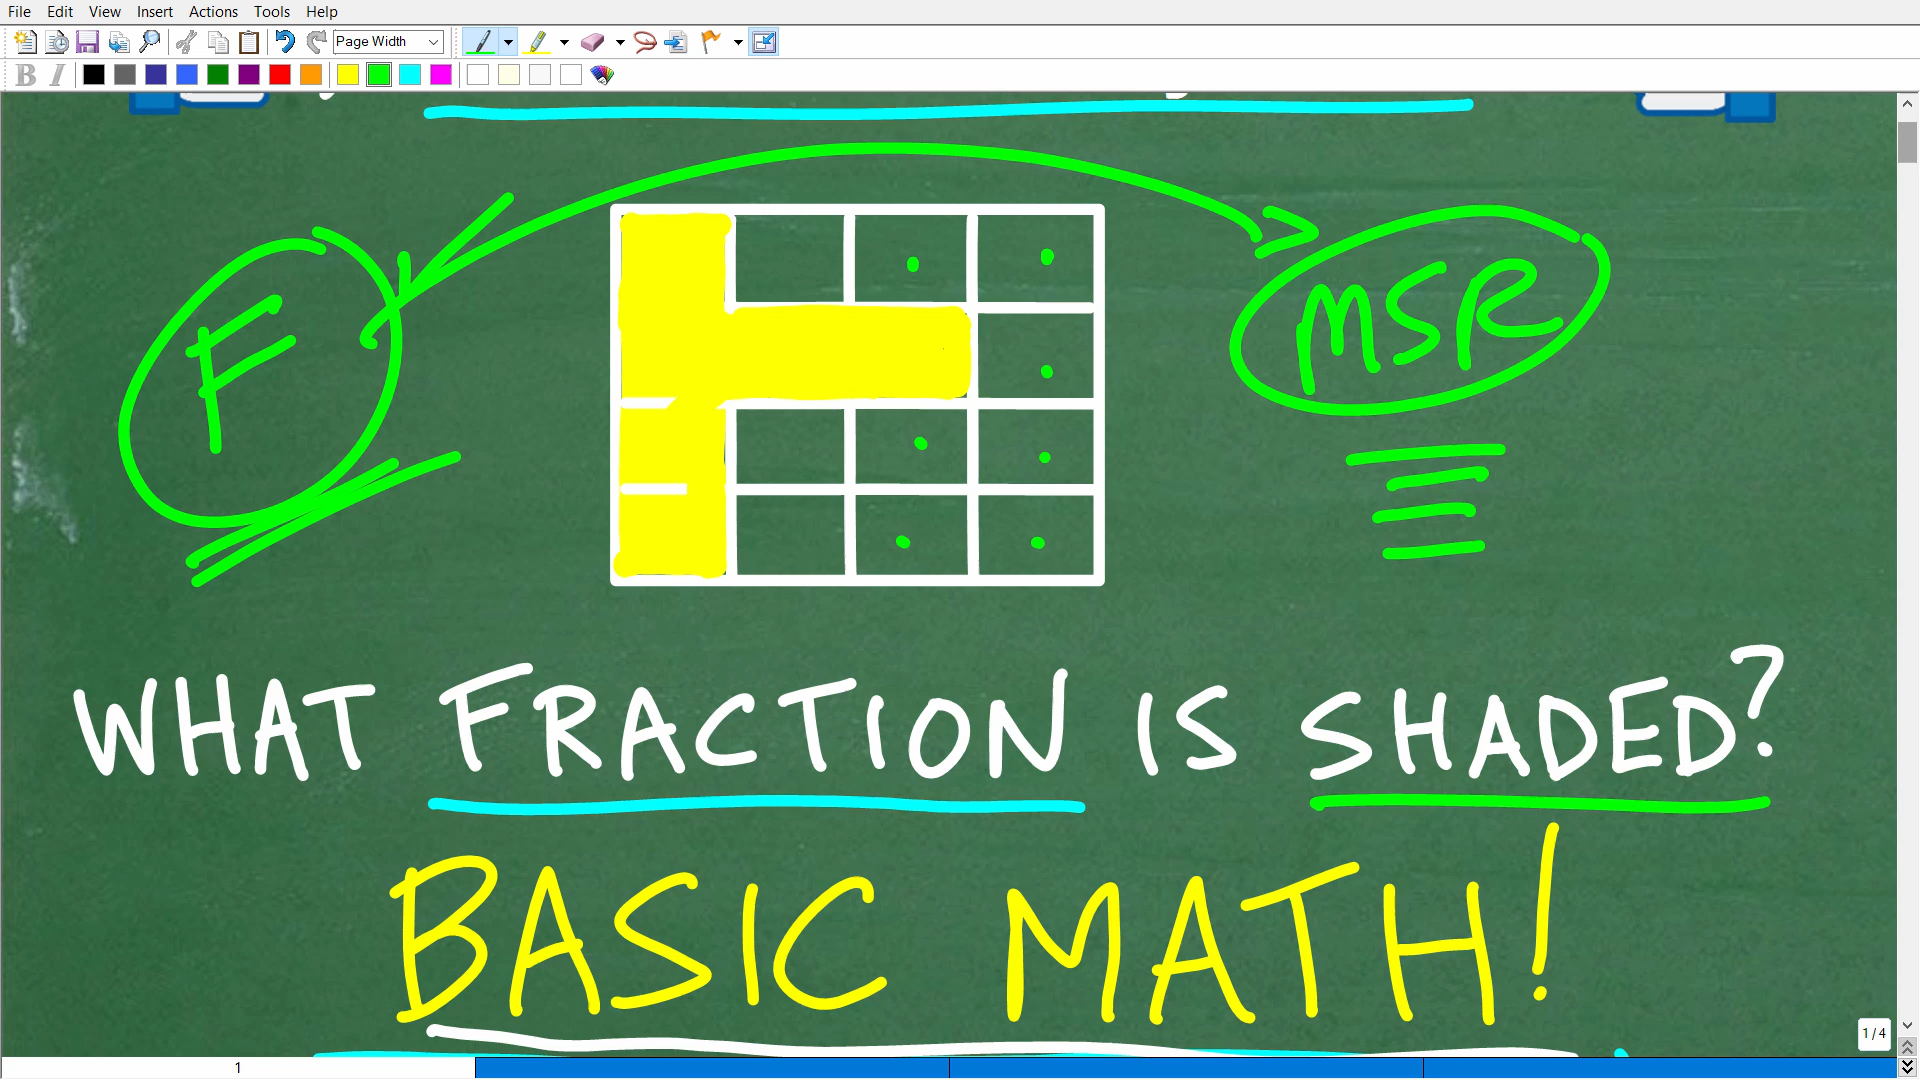 File Edit View Insert Actions Tools Help
Page Width
B I
F
MSR
WHAT FRACTION IS SHADED?
BASIC MATH!
1 / 4
1